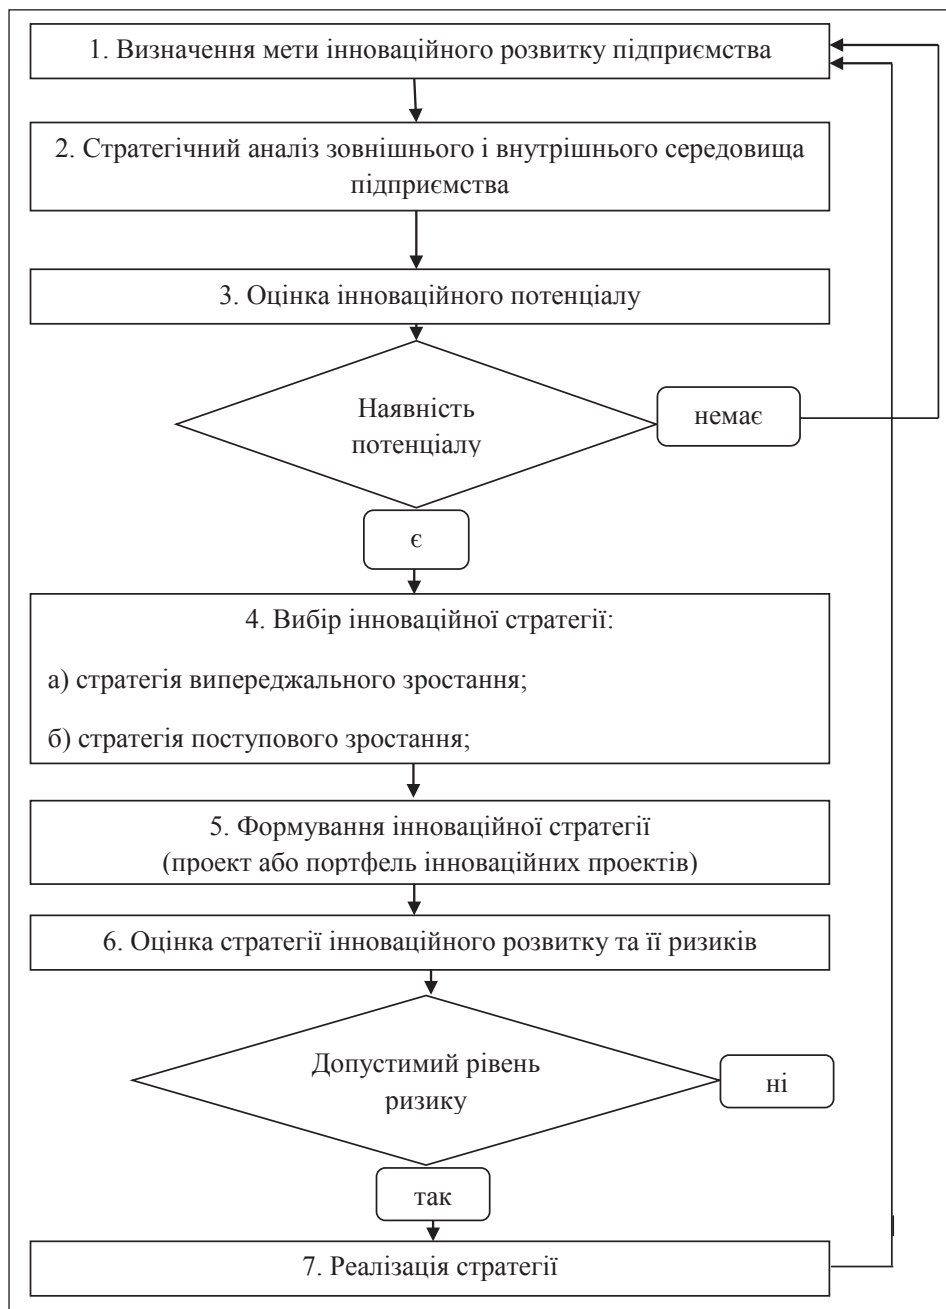 1. Визначення мети інноваційного розвитку підприємства
2. Стратегічний аналіз зовнішнього і внутрішнього середовища
підприємства
3. Оцінка інноваційного потенціалу
Наявність
потенціалу
немає
є
4. Вибір інноваційної стратегії:
а) стратегія випереджального зростання;
б) стратегія поступового зростання;
5. Формування інноваційної стратегії
(проект або портфель інноваційних проектів)
6. Оцінка стратегії інноваційного розвитку та її ризиків
Допустимий рівень
ризику
ні
так
7. Реалізація стратегії